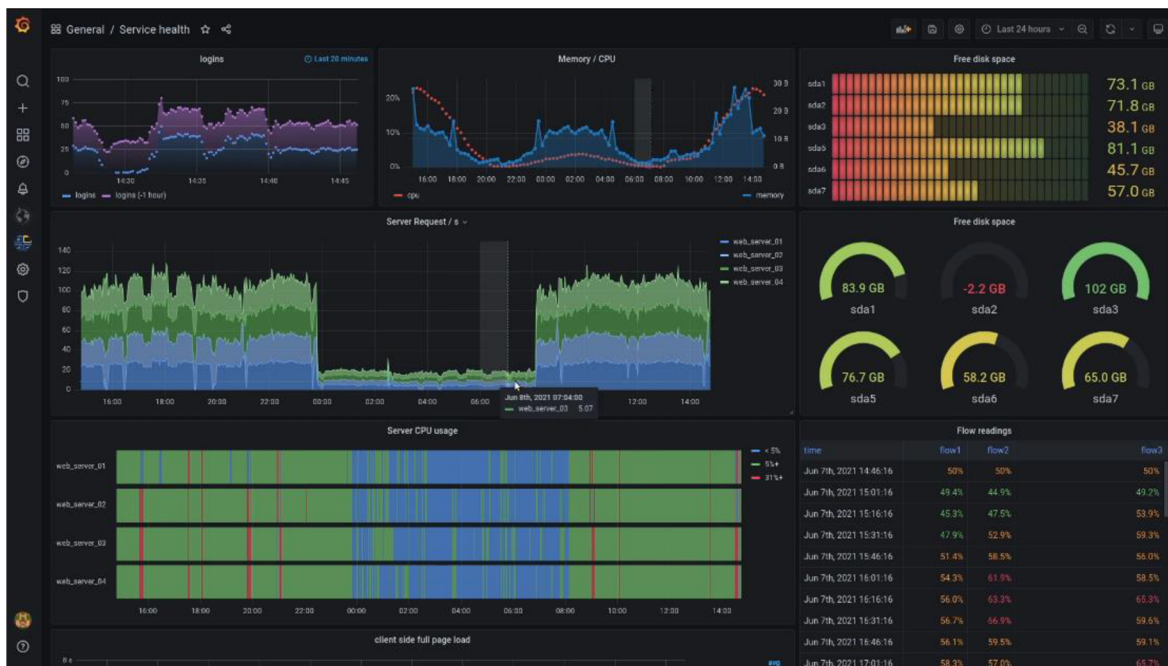 General / Service health
Last 24 hours
logins
Last 20 minutes
100
75
50
25
0
14:30 14:35 14:40 14:45
logins logins (-1 hour)
Memory / CPU
20%
10%
0%
30 B
20 B
10 B
0 B
16:00 18:00 20:00 22:00 00:00 02:00 04:00 06:00 08:00 10:00 12:00 14:00
cpu memory
Free disk space
sda1 73.1 GB
sda2 71.8 GB
sda3 38.1 GB
sda5 81.1 GB
sda6 45.7 GB
sda7 57.0 GB
Server Request / s
140
120
100
80
60
40
20
0
16:00 18:00 20:00 22:00 00:00 02:00 04:00 06:00 12:00 14:00
web_server_01
web_server_02
web_server_03
web_server_04
Jun 8th, 2021 07:04:00
web_server_03 5.07
Free disk space
83.9 GB -2.2 GB 102 GB
sda1 sda2 sda3
76.7 GB 58.2 GB 65.0 GB
sda5 sda6 sda7
Server CPU usage
web_server_01
web_server_02
web_server_03
web_server_04
16:00 18:00 20:00 22:00 00:00 02:00 04:00 06:00 08:00 10:00 12:00 14:00
< 5%
5%+
31%+
Flow readings
time flow1 flow2 flow3
Jun 7th, 2021 14:46:16 50% 50% 50%
Jun 7th, 2021 15:01:16 49.4% 44.9% 49.2%
Jun 7th, 2021 15:16:16 45.3% 47.5% 53.9%
Jun 7th, 2021 15:31:16 47.9% 52.9% 59.3%
Jun 7th, 2021 15:46:16 51.4% 58.5% 56.0%
Jun 7th, 2021 16:01:16 54.3% 61.9% 58.5%
Jun 7th, 2021 16:16:16 56.0% 63.3% 65.3%
Jun 7th, 2021 16:31:16 56.7% 66.9% 59.6%
Jun 7th, 2021 16:46:16 56.1% 59.5% 59.1%
Jun 7th, 2021 17:01:16 58.3% 57.0% 65.7%
client side full page load
8 s
avg